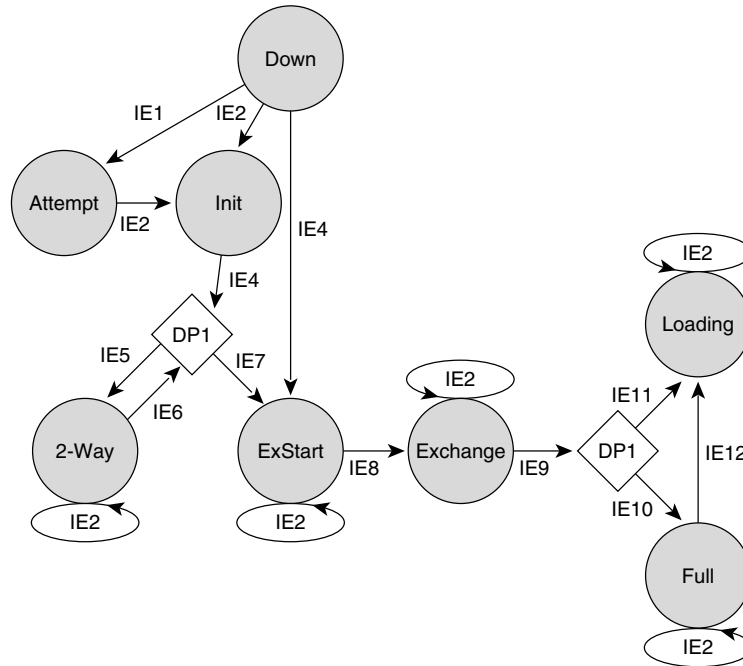 Down
IE1
IE2
Attempt
IE2
Init
IE4
IE4
DP1
IE5
IE7
IE6
2-Way
IE2
ExStart
IE2
IE8
IE2
Exchange
IE9
IE2
Loading
IE11
DP1
IE12
IE10
Full
IE2